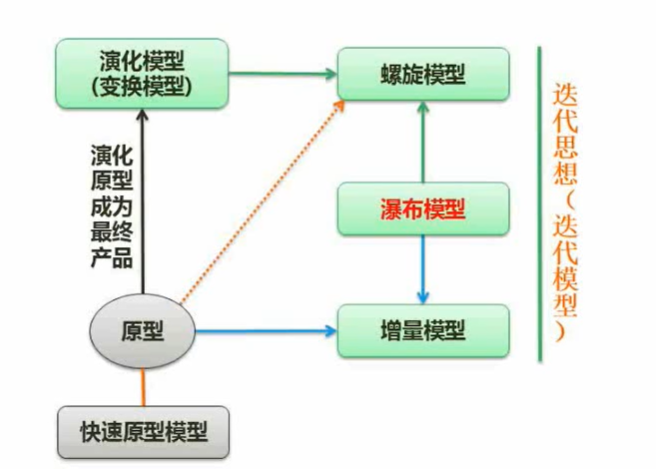 演化模型
(变换模型)
螺旋模型
演化
原型
成为
最终
产品
瀑布模型
原型
增量模型
快速原型模型
迭代思想(迭代模型)